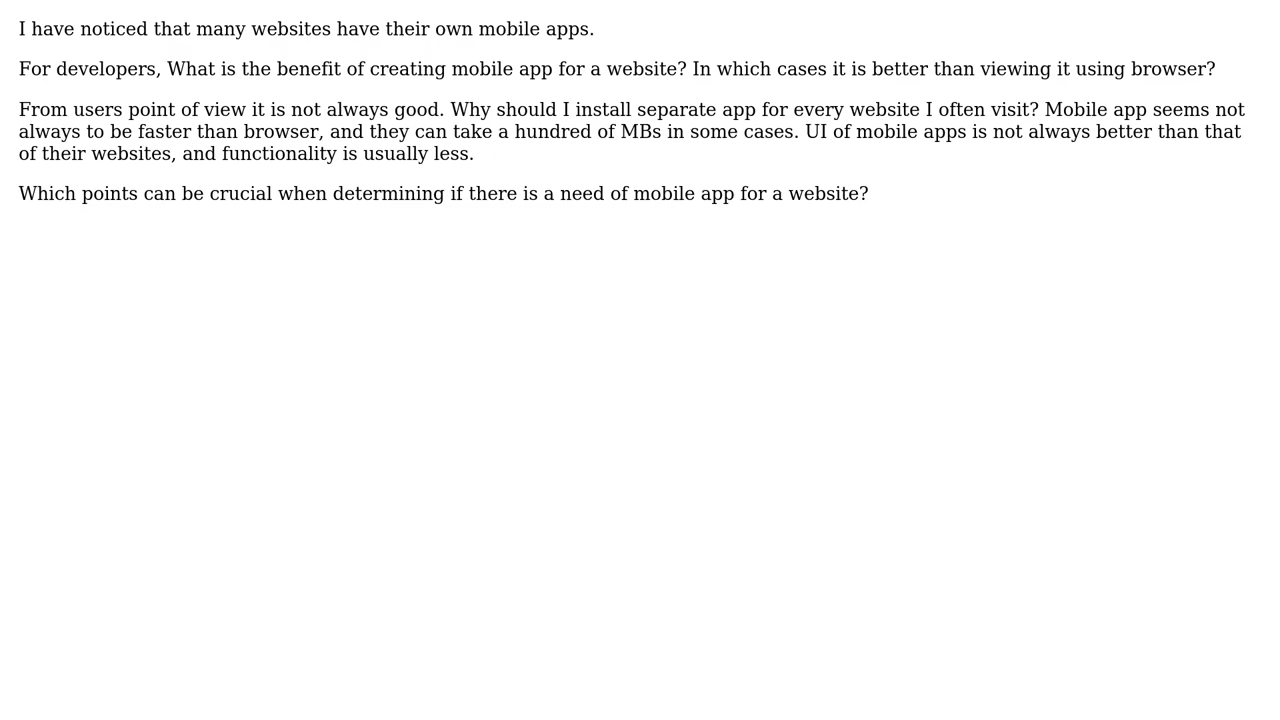 I have noticed that many websites have their own mobile apps.
For developers, What is the benefit of creating mobile app for a website? In which cases it is better than viewing it using browser?
From users point of view it is not always good. Why should I install separate app for every website I often visit? Mobile app seems not
always to be faster than browser, and they can take a hundred of MBs in some cases. UI of mobile apps is not always better than that
of their websites, and functionality is usually less.
Which points can be crucial when determining if there is a need of mobile app for a website?